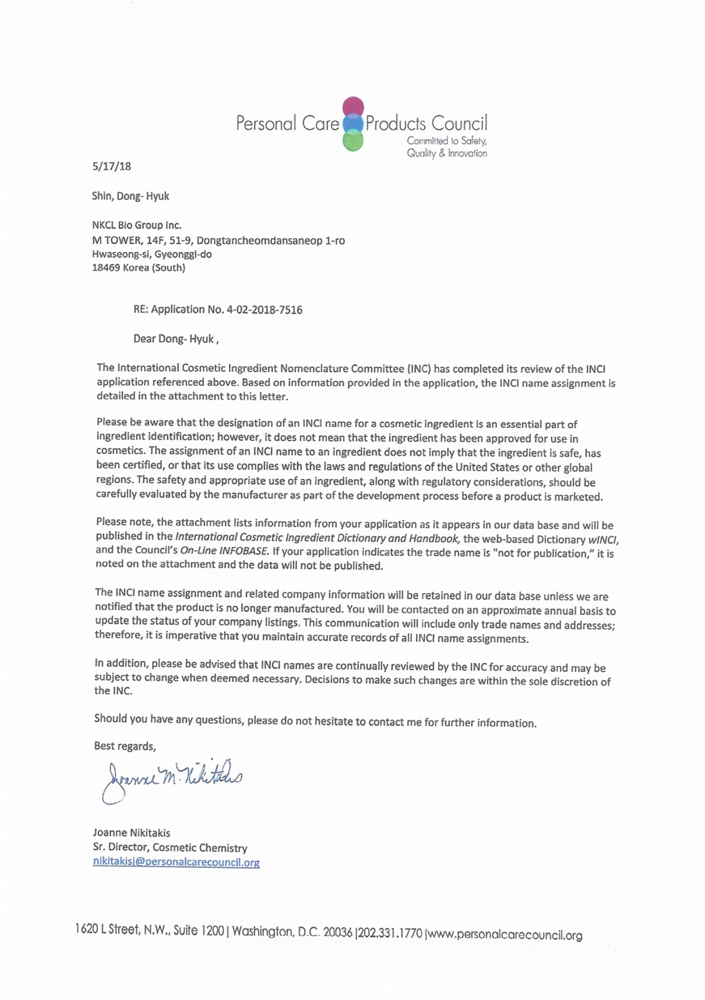 Personal Care Products Council
Committed to Safety,
Quality & Innovation
5/17/18
Shin, Dong- Hyuk
NKCL Bio Group Inc.
M TOWER, 14F, 51-9, Dongtancheomdansaneop 1-ro
Hwaseong-si, Gyeonggi-do
18469 Korea (South)
RE: Application No. 4-02-2018-7516
Dear Dong- Hyuk ,
The International Cosmetic Ingredient Nomenclature Committee (INC) has completed its review of the INCI
application referenced above. Based on information provided in the application, the INCI name assignment is
detailed in the attachment to this letter.
Please be aware that the designation of an INCI name for a cosmetic ingredient is an essential part of
ingredient identification; however, it does not mean that the ingredient has been approved for use in
cosmetics. The assignment of an INCI name to an ingredient does not imply that the ingredient is safe, has
been certified, or that its use complies with the laws and regulations of the United States or other global
regions. The safety and appropriate use of an ingredient, along with regulatory considerations, should be
carefully evaluated by the manufacturer as part of the development process before a product is marketed.
Please note, the attachment lists information from your application as it appears in our data base and will be
published in the International Cosmetic Ingredient Dictionary and Handbook, the web-based Dictionary wINCI,
and the Council's On-Line INFOBASE. If your application indicates the trade name is "not for publication," it is
noted on the attachment and the data will not be published.
The INCI name assignment and related company information will be retained in our data base unless we are
notified that the product is no longer manufactured. You will be contacted on an approximate annual basis to
update the status of your company listings. This communication will include only trade names and addresses;
therefore, it is imperative that you maintain accurate records of all INCI name assignments.
In addition, please be advised that INCI names are continually reviewed by the INC for accuracy and may be
subject to change when deemed necessary. Decisions to make such changes are within the sole discretion of
the INC.
Should you have any questions, please do not hesitate to contact me for further information.
Best regards,
Joanne M. Nikitakis
Joanne Nikitakis
Sr. Director, Cosmetic Chemistry
nikitakisj@personalcarecouncil.org
1620 L Street, N.W., Suite 1200| Washington, D.C. 20036 |202.331.1770 |www.personalcarecouncil.org